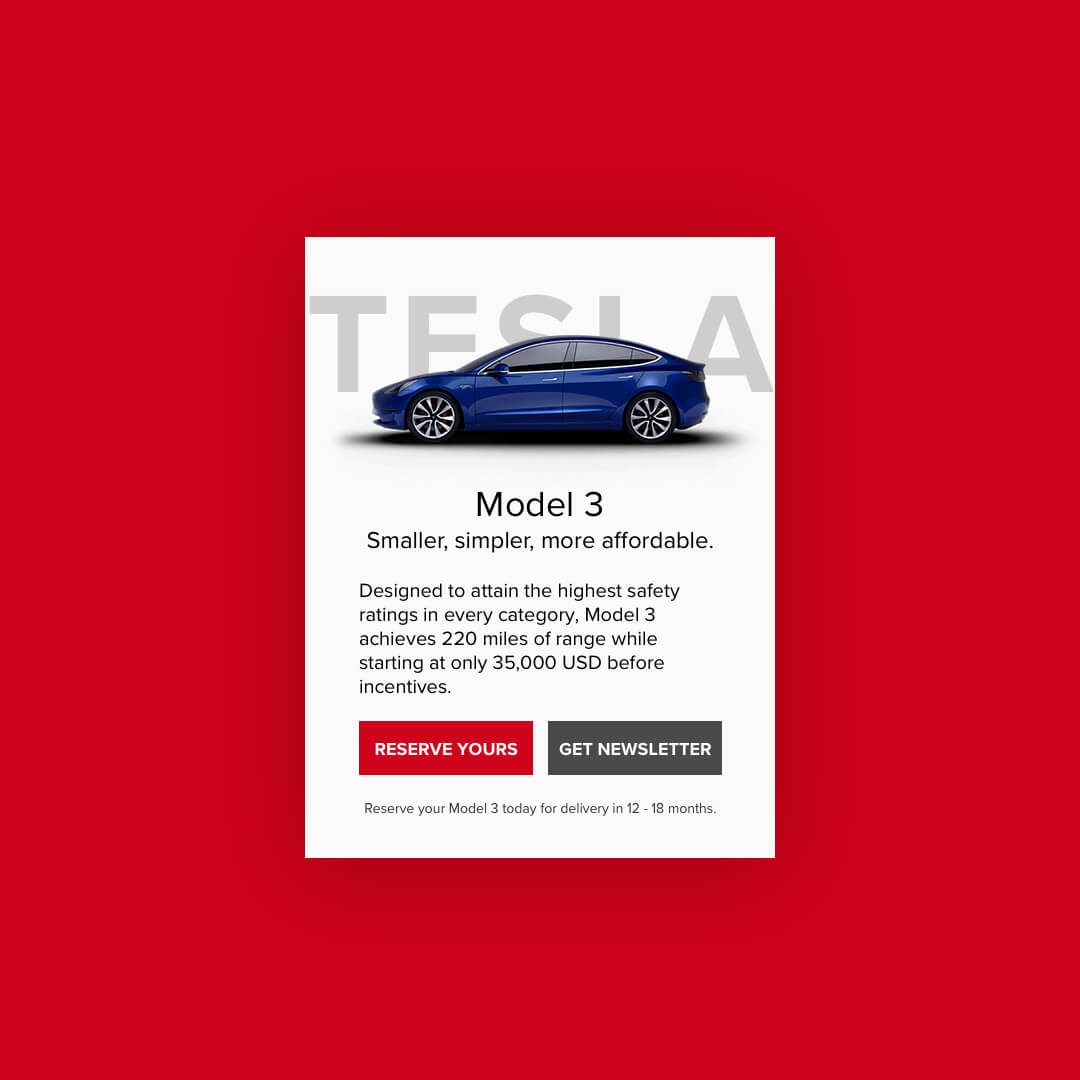 TESLA
Model 3
Smaller, simpler, more affordable.
Designed to attain the highest safety
ratings in every category, Model 3
achieves 220 miles of range while
starting at only 35,000 USD before
incentives.
RESERVE YOURS
GET NEWSLETTER
Reserve your Model 3 today for delivery in 12 - 18 months.